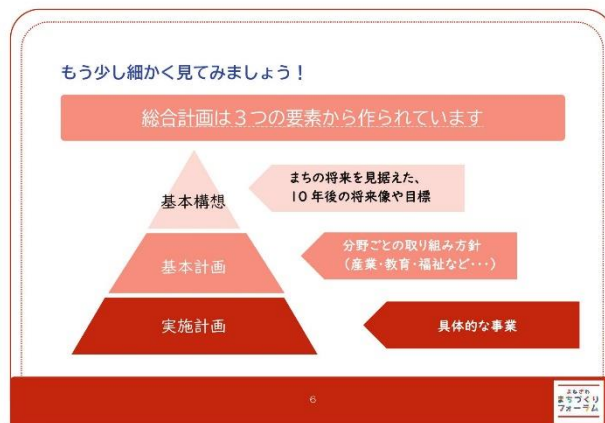 もう少し細かく見てみましょう！
総合計画は３つの要素から作られています
基本構想
まちの将来を見据えた、
10年後の将来像や目標
基本計画
分野ごとの取り組み方針
（産業・教育・福祉など・・・）
実施計画
具体的な事業
6
まちづくり
フォーラム